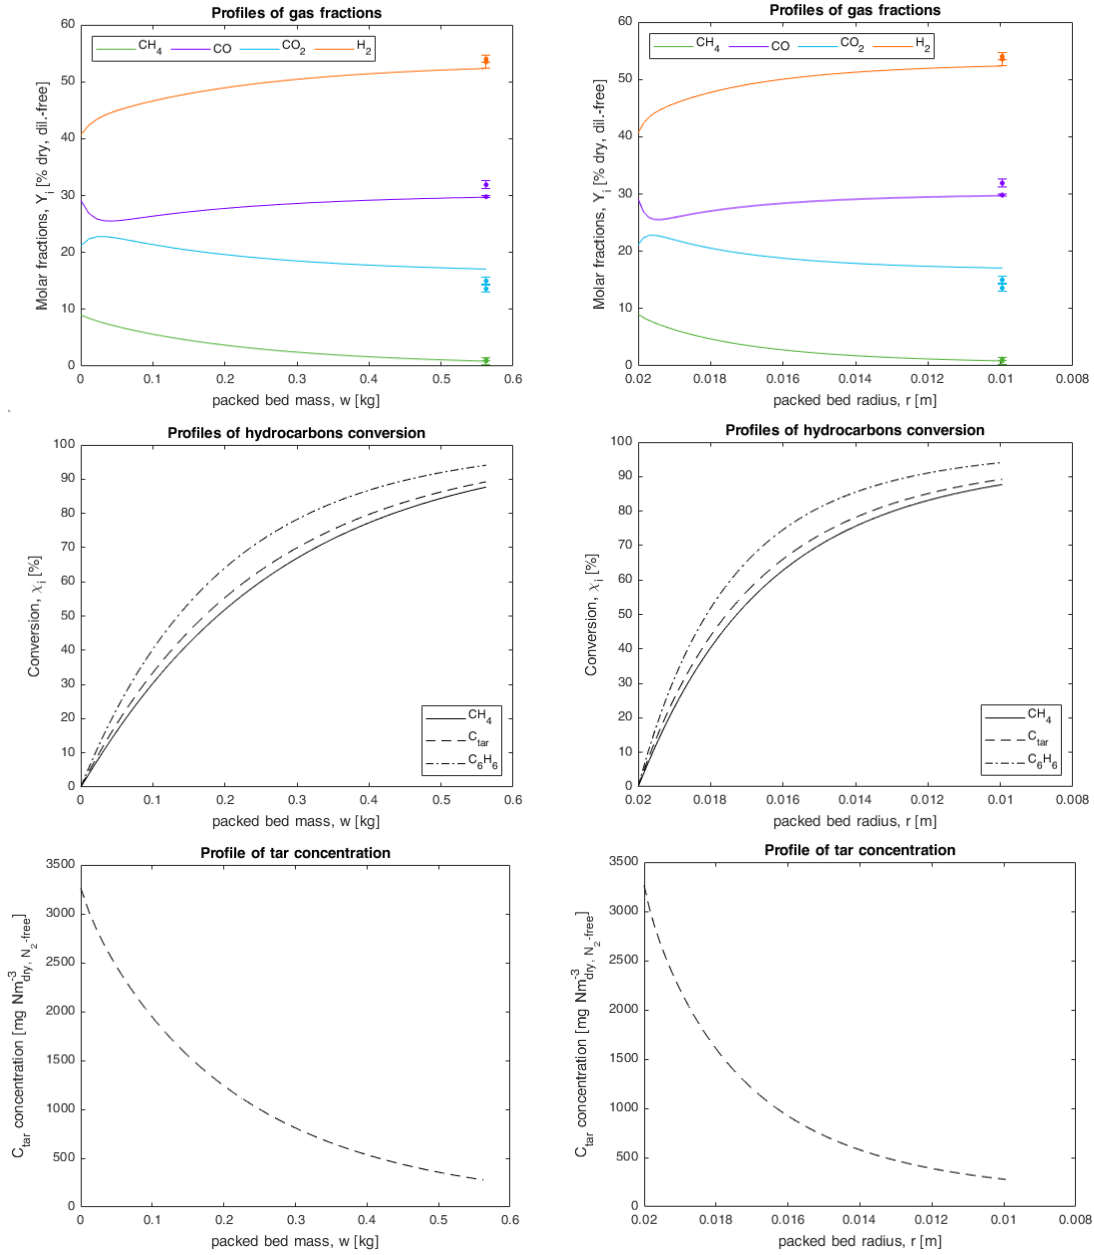 Profiles of gas fractions
CH4 CO CO2 H2
Molar fractions, Yi [% dry, dil.-free]
60
50
40
30
20
10
0
0 0.1 0.2 0.3 0.4 0.5 0.6
packed bed mass, w [kg]
Profiles of gas fractions
CH4 CO CO2 H2
Molar fractions, Yi [% dry, dil.-free]
60
50
40
30
20
10
0
0.02 0.018 0.016 0.014 0.012 0.01 0.008
packed bed radius, r [m]
Profiles of hydrocarbons conversion
Conversion, χi [%]
100
90
80
70
60
50
40
30
20
10
0
CH4
Ctar
C6H6
0 0.1 0.2 0.3 0.4 0.5 0.6
packed bed mass, w [kg]
Profiles of hydrocarbons conversion
Conversion, χi [%]
100
90
80
70
60
50
40
30
20
10
0
CH4
Ctar
C6H6
0.02 0.018 0.016 0.014 0.012 0.01 0.008
packed bed radius, r [m]
Profile of tar concentration
Ctar concentration [mg Nm-3dry, N2-free]
3500
3000
2500
2000
1500
1000
500
0
0 0.1 0.2 0.3 0.4 0.5 0.6
packed bed mass, w [kg]
Profile of tar concentration
Ctar concentration [mg Nm-3dry, N2-free]
3500
3000
2500
2000
1500
1000
500
0
0.02 0.018 0.016 0.014 0.012 0.01 0.008
packed bed radius, r [m]